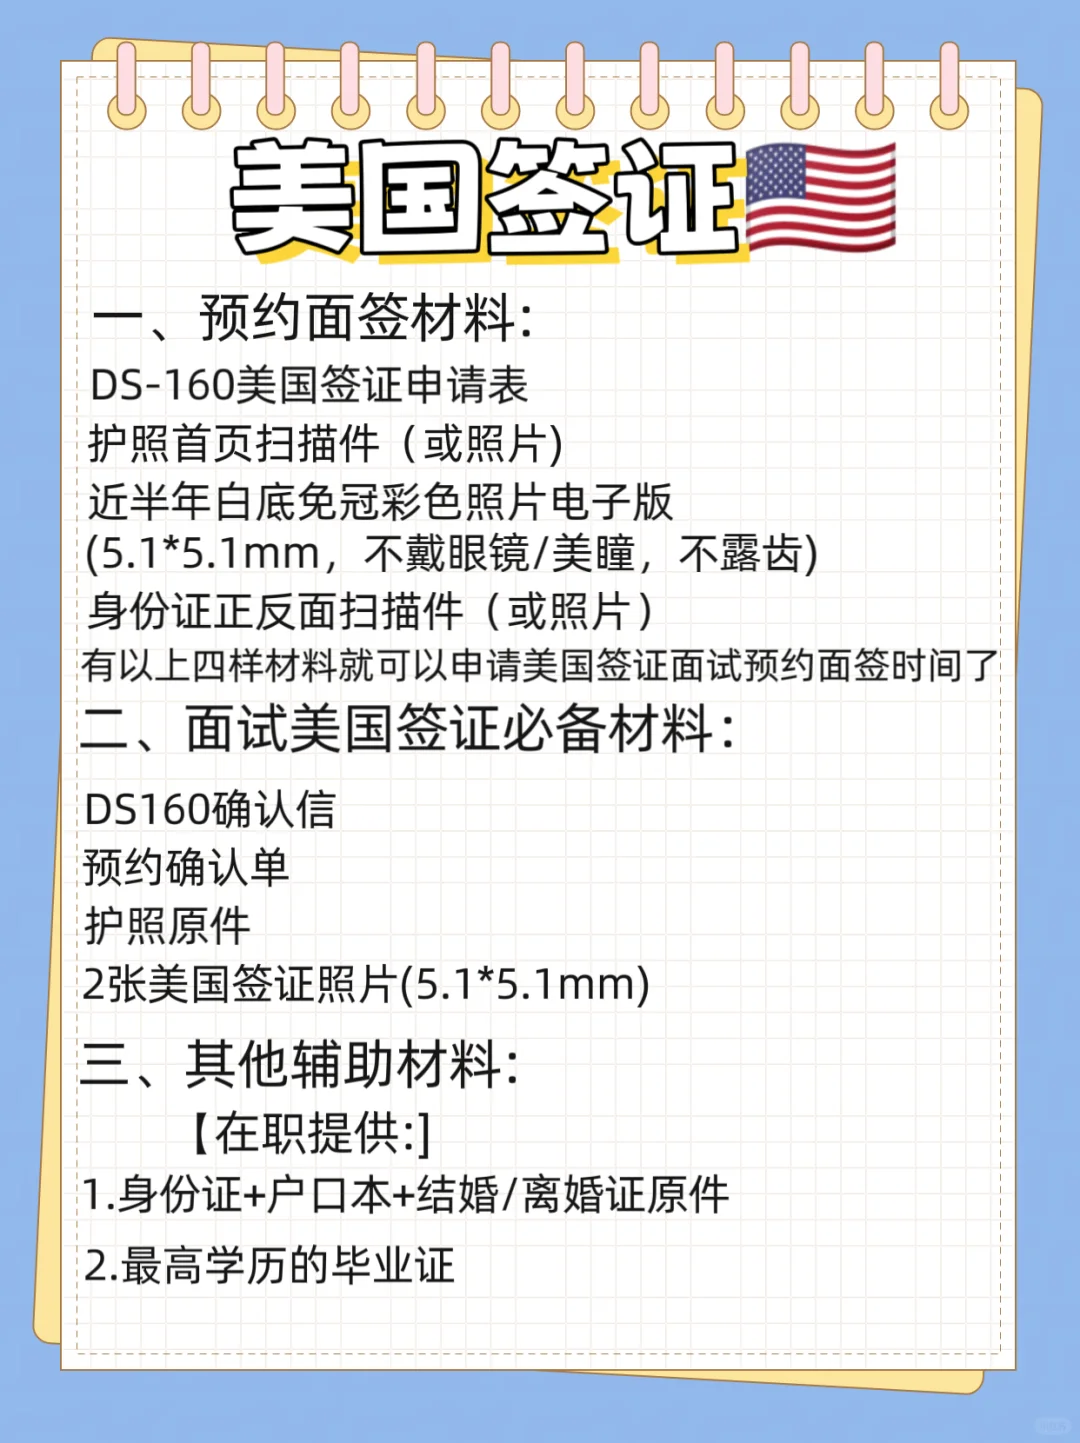 美国签证
一、预约面签材料：
DS-160美国签证申请表
护照首页扫描件（或照片)
近半年白底免冠彩色照片电子版
(5.1*5.1mm，不戴眼镜/美瞳，不露齿)
身份证正反面扫描件（或照片）
有以上四样材料就可以申请美国签证面试预约面签时间了
二、面试美国签证必备材料：
DS160确认信
预约确认单
护照原件
2张美国签证照片(5.1*5.1mm)
三、其他辅助材料：
【在职提供:]
1.身份证+户口本+结婚/离婚证原件
2.最高学历的毕业证